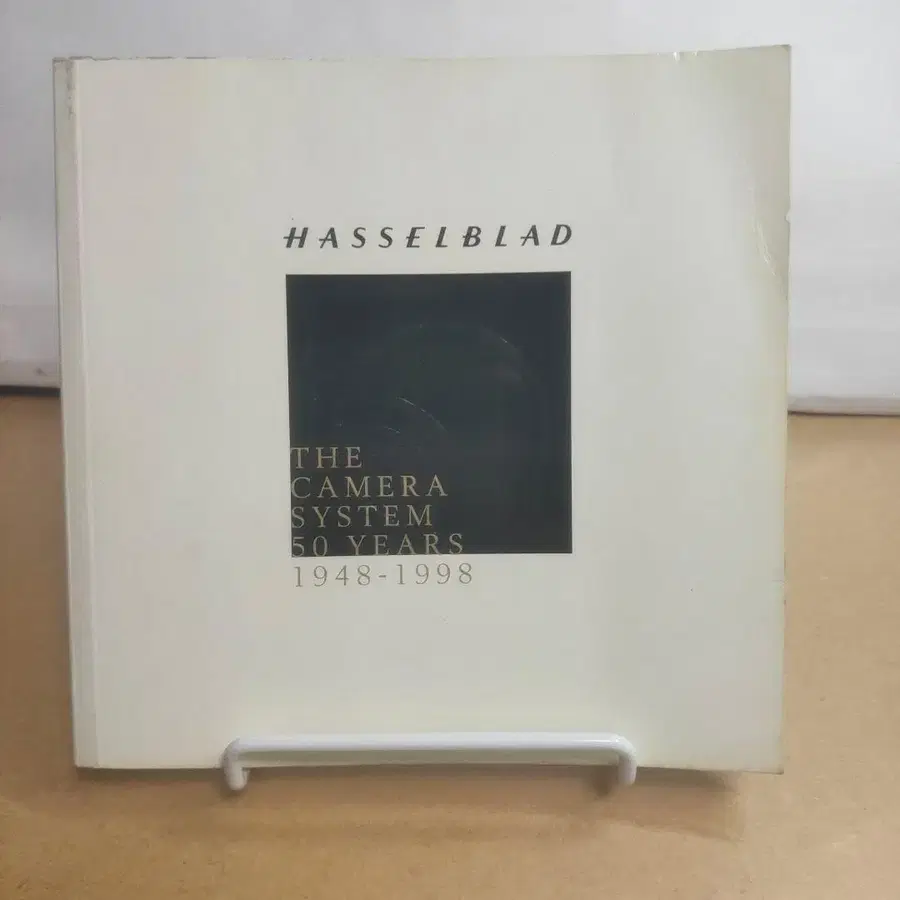 HASSELBLAD
THE
CAMERA
SYSTEM
50 YEARS
1948-1998